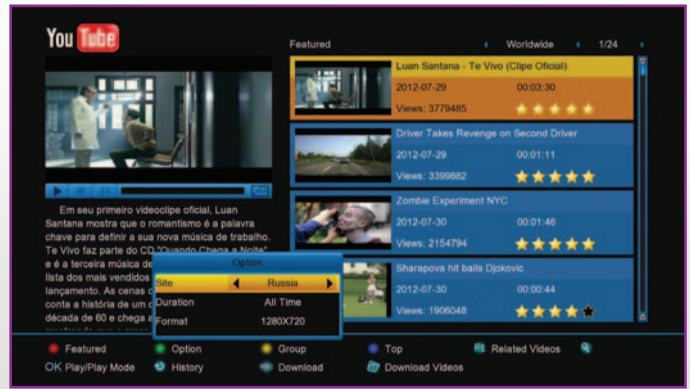 You Tube
Featured Worldwide 1/24
Luan Santana - Te Vivo (Clipe Oficial)
2012-07-29 00:03:30
Views: 3779485
Driver Takes Revenge on Second Driver
2012-07-29 00:01:11
Views: 3399882
Zombie Experiment NYC
2012-07-30 00:01:46
Views: 2154794
Sharapova hit balls Djokovic
2012-07-30 00:00:44
Views: 1906048
Em seu primeiro videoclipe oficial, Luan
Santana mostra que o romantismo é a palavra
chave para definir a sua nova música de trabalho.
Te Vivo faz parte do CD "Quando Chega a Noite"
e é a terceira música de
lista dos mais vendidos
lançamento. As cenas
conta a história de um
década de 60 e chega a
Option
Site Russia
Duration All Time
Format 1280X720
Featured Option Group Top Related Videos
OK Play/Play Mode History Download Download Videos